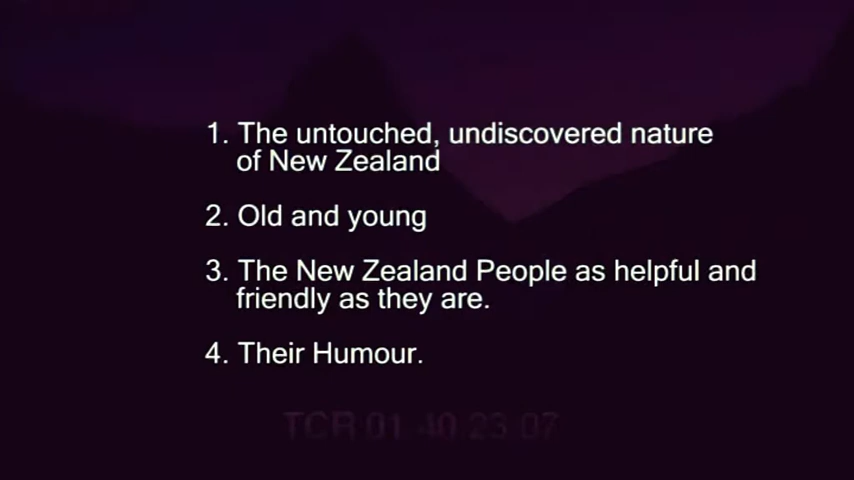 1. The untouched, undiscovered nature
of New Zealand
2. Old and young
3. The New Zealand People as helpful and
friendly as they are.
4. Their Humour.
TCR 01:40:23:07